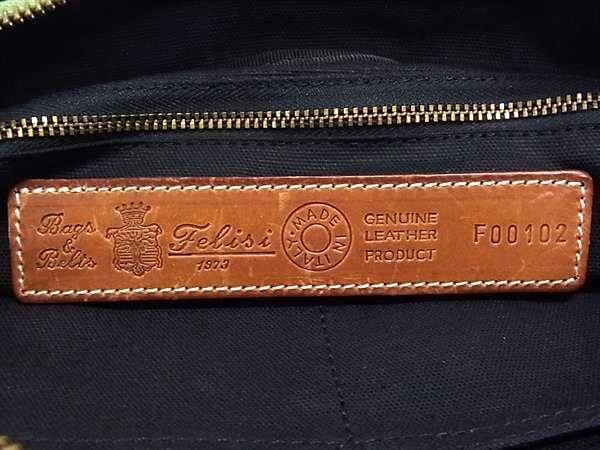 Bags
&
Belts
Felisi
1973
MADE IN ITALY
GENUINE
LEATHER
PRODUCT
F00102